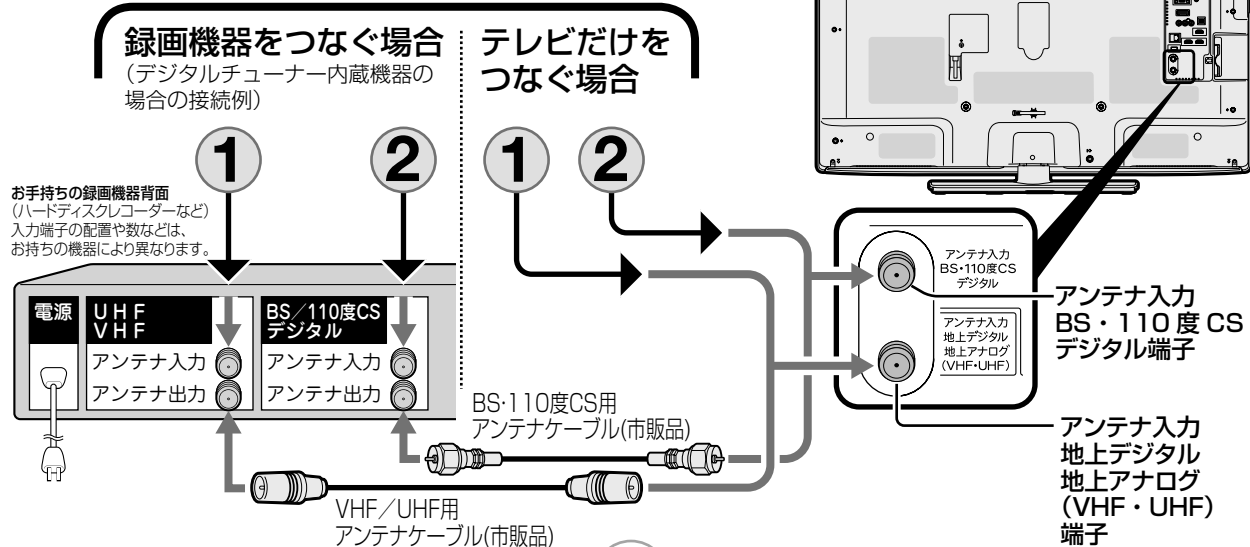 録画機器をつなぐ場合
（デジタルチューナー内蔵機器の
場合の接続例）
テレビだけを
つなぐ場合
1
2
1
2
お手持ちの録画機器背面
（ハードディスクレコーダーなど）
入力端子の配置や数などは、
お持ちの機器により異なります。
電源
UHF
VHF
アンテナ入力
アンテナ出力
BS／110度CS
デジタル
アンテナ入力
アンテナ出力
BS・110度CS用
アンテナケーブル(市販品)
VHF／UHF用
アンテナケーブル(市販品)
アンテナ入力
BS・110度CS
デジタル
アンテナ入力
地上デジタル
地上アナログ
(VHF・UHF)
アンテナ入力
BS・110度CS
デジタル端子
アンテナ入力
地上デジタル
地上アナログ
（VHF・UHF）
端子